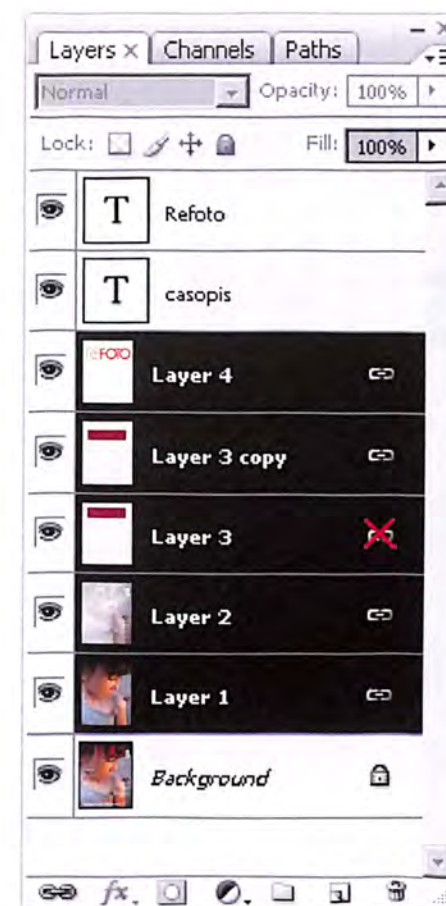 Layers × Channels Paths
Normal Opacity: 100%
Lock: Fill: 100%
T Refoto
T casopis
reFOTO
Layer 4
Layer 3 copy
Layer 3
Layer 2
Layer 1
Background
fx.